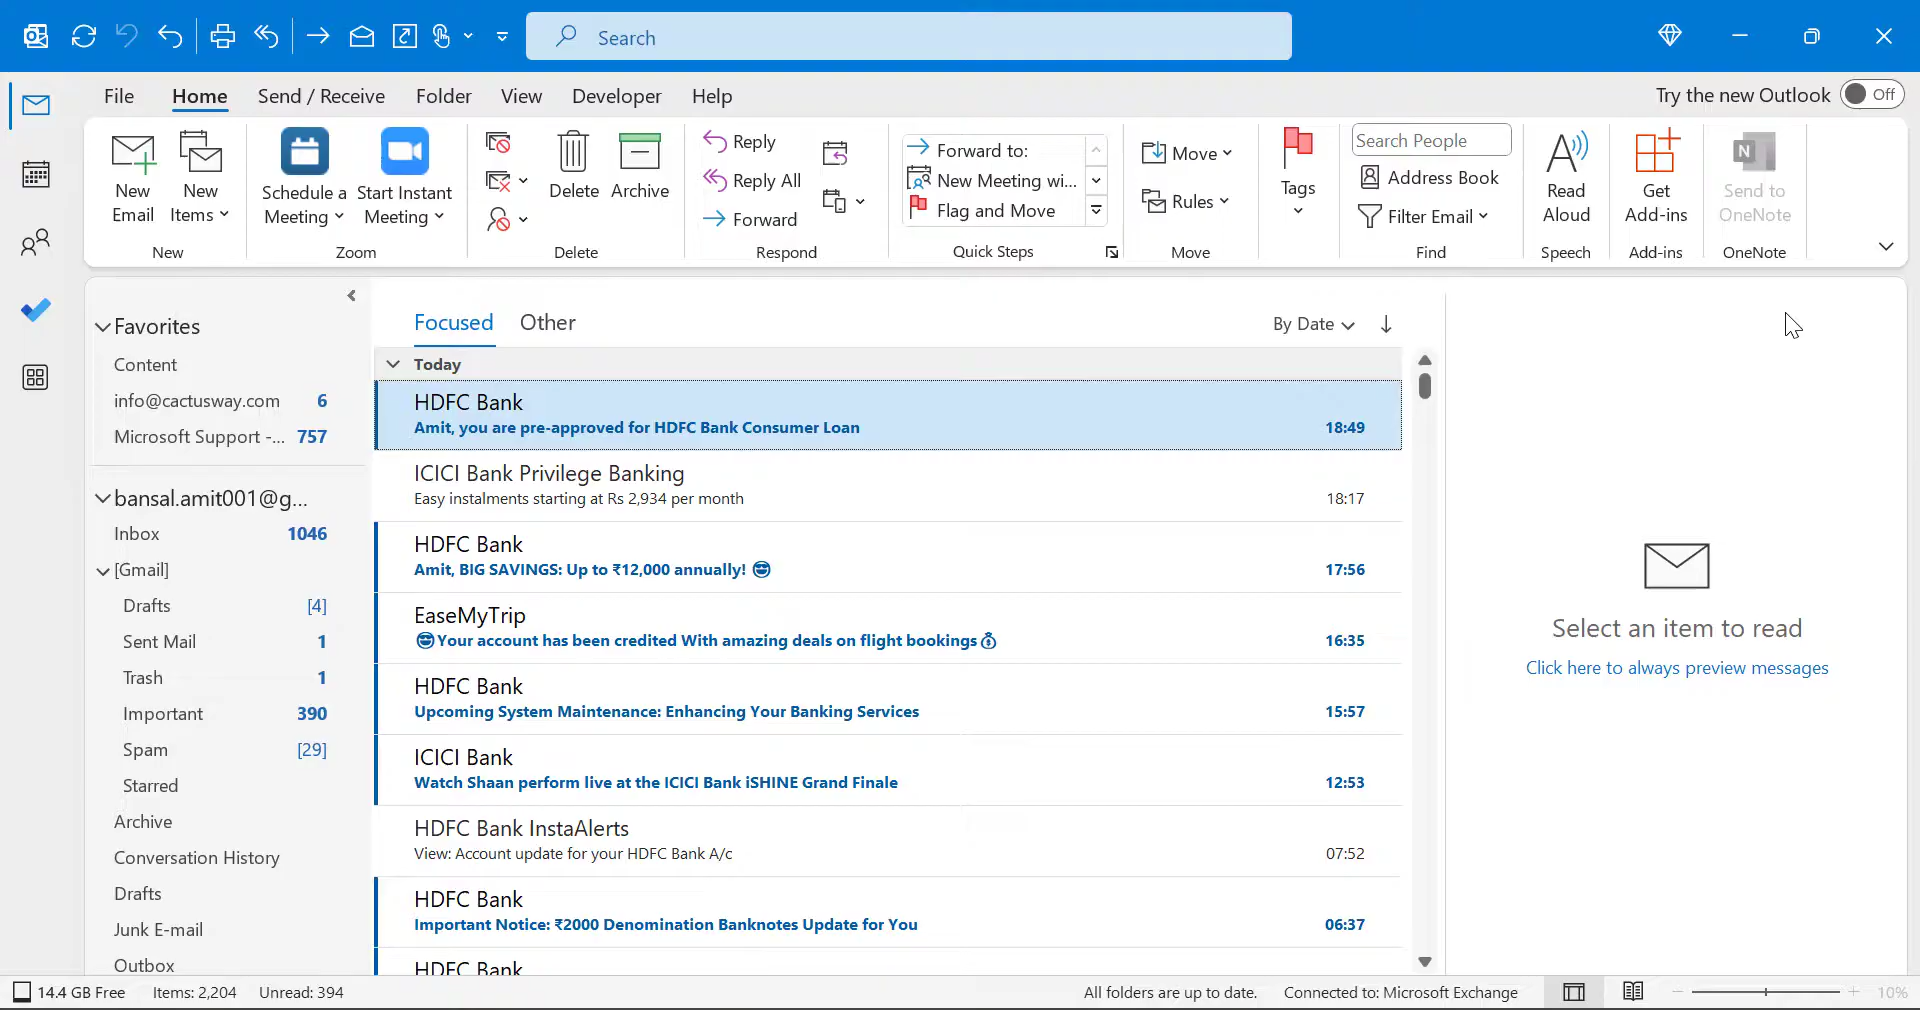 Search
File Home Send / Receive Folder View Developer Help
Try the new Outlook Off
New Email
New Items
New
Schedule a Meeting
Start Instant Meeting
Zoom
Delete
Archive
Delete
Reply
Reply All
Forward
Respond
Forward to:
New Meeting wi...
Flag and Move
Quick Steps
Move
Rules
Move
Tags
Search People
Address Book
Filter Email
Find
Read Aloud
Speech
Get Add-ins
Add-ins
N
Send to OneNote
OneNote
Favorites
Content
info@cactusway.com 6
Microsoft Support -... 757
bansal.amit001@g...
Inbox 1046
[Gmail]
Drafts [4]
Sent Mail 1
Trash 1
Important 390
Spam [29]
Starred
Archive
Conversation History
Drafts
Junk E-mail
Outbox
Focused Other
By Date
Today
HDFC Bank
Amit, you are pre-approved for HDFC Bank Consumer Loan 18:49
ICICI Bank Privilege Banking
Easy instalments starting at Rs 2,934 per month 18:17
HDFC Bank
Amit, BIG SAVINGS: Up to ₹12,000 annually! 😎 17:56
EaseMyTrip
😎Your account has been credited With amazing deals on flight bookings💰 16:35
HDFC Bank
Upcoming System Maintenance: Enhancing Your Banking Services 15:57
ICICI Bank
Watch Shaan perform live at the ICICI Bank iSHINE Grand Finale 12:53
HDFC Bank InstaAlerts
View: Account update for your HDFC Bank A/c 07:52
HDFC Bank
Important Notice: ₹2000 Denomination Banknotes Update for You 06:37
HDFC Bank
Select an item to read
Click here to always preview messages
14.4 GB Free Items: 2,204 Unread: 394
All folders are up to date. Connected to: Microsoft Exchange
10%